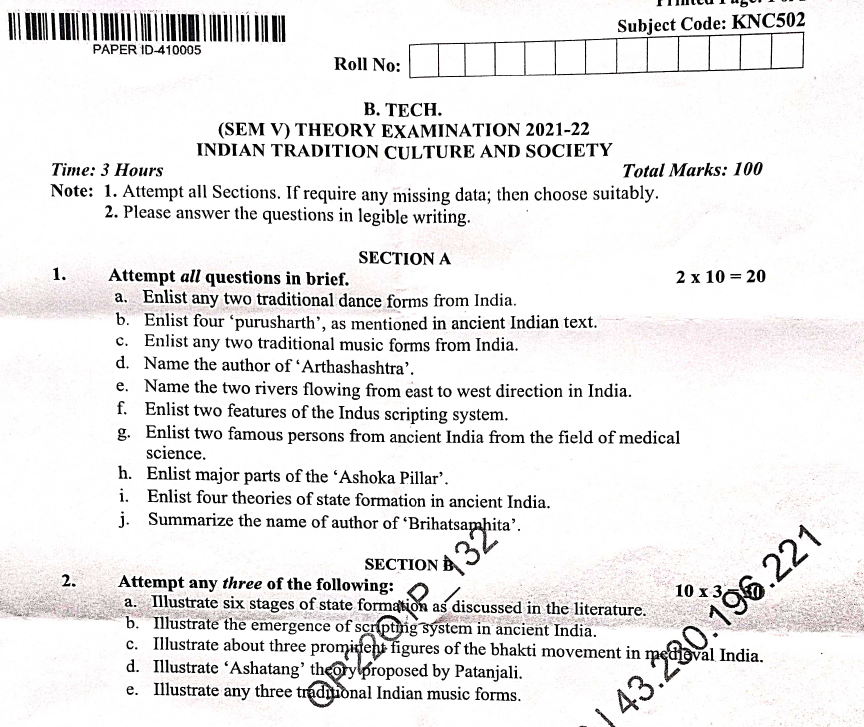 Subject Code: KNC502
PAPER ID-410005
Roll No:
B. TECH.
(SEM V) THEORY EXAMINATION 2021-22
INDIAN TRADITION CULTURE AND SOCIETY
Time: 3 Hours Total Marks: 100
Note: 1. Attempt all Sections. If require any missing data; then choose suitably.
2. Please answer the questions in legible writing.
SECTION A
1. Attempt all questions in brief. 2 x 10 = 20
a. Enlist any two traditional dance forms from India.
b. Enlist four ‘purusharth’, as mentioned in ancient Indian text.
c. Enlist any two traditional music forms from India.
d. Name the author of ‘Arthashashtra’.
e. Name the two rivers flowing from east to west direction in India.
f. Enlist two features of the Indus scripting system.
g. Enlist two famous persons from ancient India from the field of medical
science.
h. Enlist major parts of the ‘Ashoka Pillar’.
i. Enlist four theories of state formation in ancient India.
j. Summarize the name of author of ‘Brihatsamhita’.
SECTION B
2. Attempt any three of the following: 10 x 3 = 30
a. Illustrate six stages of state formation as discussed in the literature.
b. Illustrate the emergence of scripting system in ancient India.
c. Illustrate about three prominent figures of the bhakti movement in medieval India.
d. Illustrate ‘Ashatang’ theory proposed by Patanjali.
e. Illustrate any three traditional Indian music forms.
QP22O1P_132
| 43.230.196.221